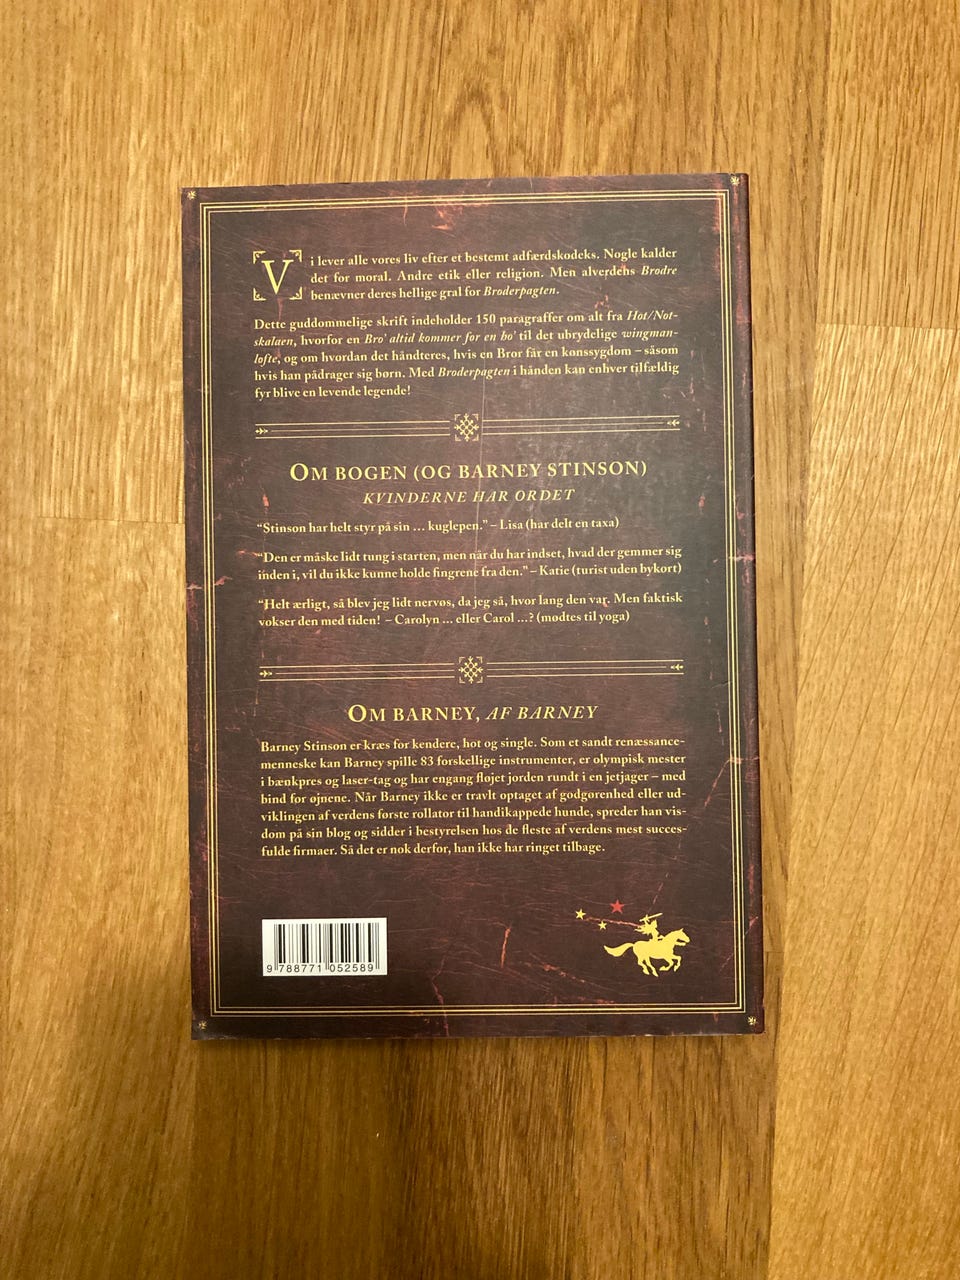 Vi lever alle vores liv efter et bestemt adfærdskodeks. Nogle kalder
det for moral. Andre etik eller religion. Men alverdens Brødre
benævner deres hellige gral for Broderpagten.
Dette guddommelige skrift indeholder 150 paragraffer om alt fra Hot/Not-
skalaen, hvorfor en Bro' altid kommer før en ho' til det ubrydelige wingman-
løfte, og om hvordan det håndteres, hvis en Bror får en kønssygdom – såsom
hvis han pådrager sig børn. Med Broderpagten i hånden kan enhver tilfældig
fyr blive en levende legende!
OM BOGEN (OG BARNEY STINSON)
KVINDERNE HAR ORDET
“Stinson har helt styr på sin ... kuglepen.” – Lisa (har delt en taxa)
“Den er måske lidt tung i starten, men når du har indset, hvad der gemmer sig
inden i, vil du ikke kunne holde fingrene fra den.” – Katie (turist uden bykort)
“Helt ærligt, så blev jeg lidt nervøs, da jeg så, hvor lang den var. Men faktisk
vokser den med tiden! – Carolyn ... eller Carol ...? (mødtes til yoga)
OM BARNEY, AF BARNEY
Barney Stinson er kræs for kendere, hot og single. Som et sandt renæssance-
menneske kan Barney spille 83 forskellige instrumenter, er olympisk mester
i bænkpres og laser-tag og har engang fløjet jorden rundt i en jetjager – med
bind for øjnene. Når Barney ikke er travlt optaget af godgørenhed eller ud-
viklingen af verdens første rollator til handikappede hunde, spreder han vis-
dom på sin blog og sidder i bestyrelsen hos de fleste af verdens mest succes-
fulde firmaer. Så det er nok derfor, han ikke har ringet tilbage.
9 788771 052589